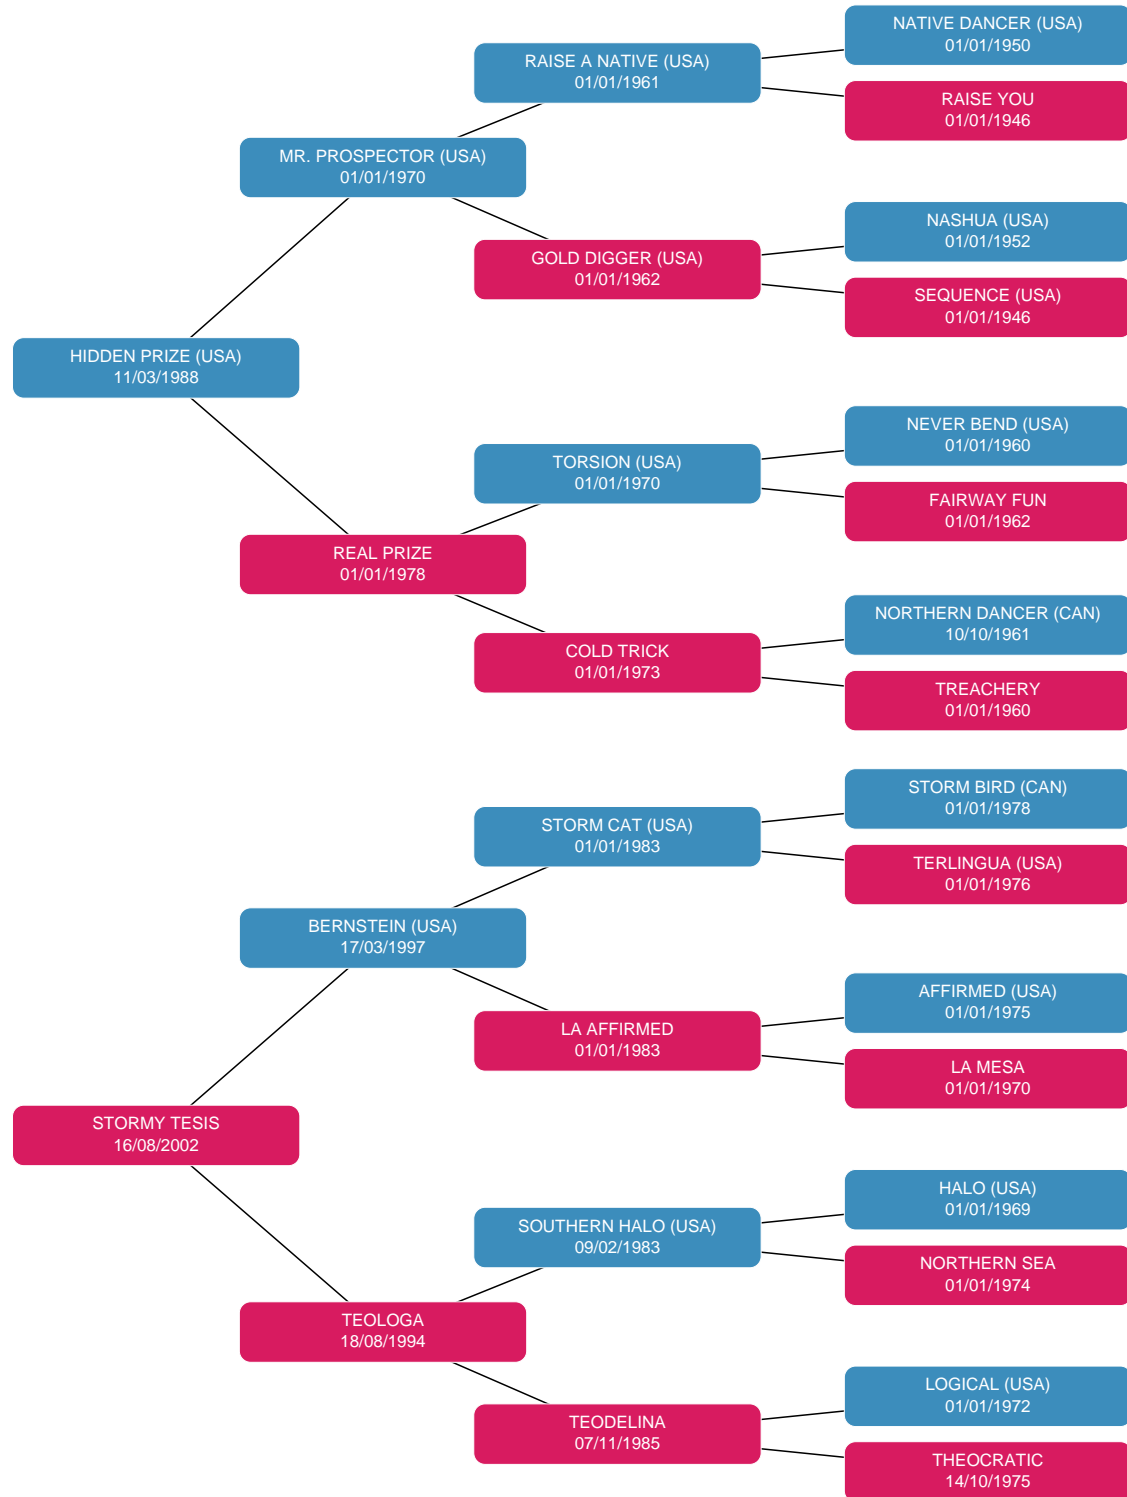 NATIVE DANCER (USA)
01/01/1950
RAISE A NATIVE (USA)
01/01/1961
RAISE YOU
01/01/1946
MR. PROSPECTOR (USA)
01/01/1970
NASHUA (USA)
01/01/1952
GOLD DIGGER (USA)
01/01/1962
SEQUENCE (USA)
01/01/1946
HIDDEN PRIZE (USA)
11/03/1988
NEVER BEND (USA)
01/01/1960
TORSION (USA)
01/01/1970
FAIRWAY FUN
01/01/1962
REAL PRIZE
01/01/1978
NORTHERN DANCER (CAN)
10/10/1961
COLD TRICK
01/01/1973
TREACHERY
01/01/1960
STORM BIRD (CAN)
01/01/1978
STORM CAT (USA)
01/01/1983
TERLINGUA (USA)
01/01/1976
BERNSTEIN (USA)
17/03/1997
AFFIRMED (USA)
01/01/1975
LA AFFIRMED
01/01/1983
LA MESA
01/01/1970
STORMY TESIS
16/08/2002
HALO (USA)
01/01/1969
SOUTHERN HALO (USA)
09/02/1983
NORTHERN SEA
01/01/1974
TEOLOGA
18/08/1994
LOGICAL (USA)
01/01/1972
TEODELINA
07/11/1985
THEOCRATIC
14/10/1975